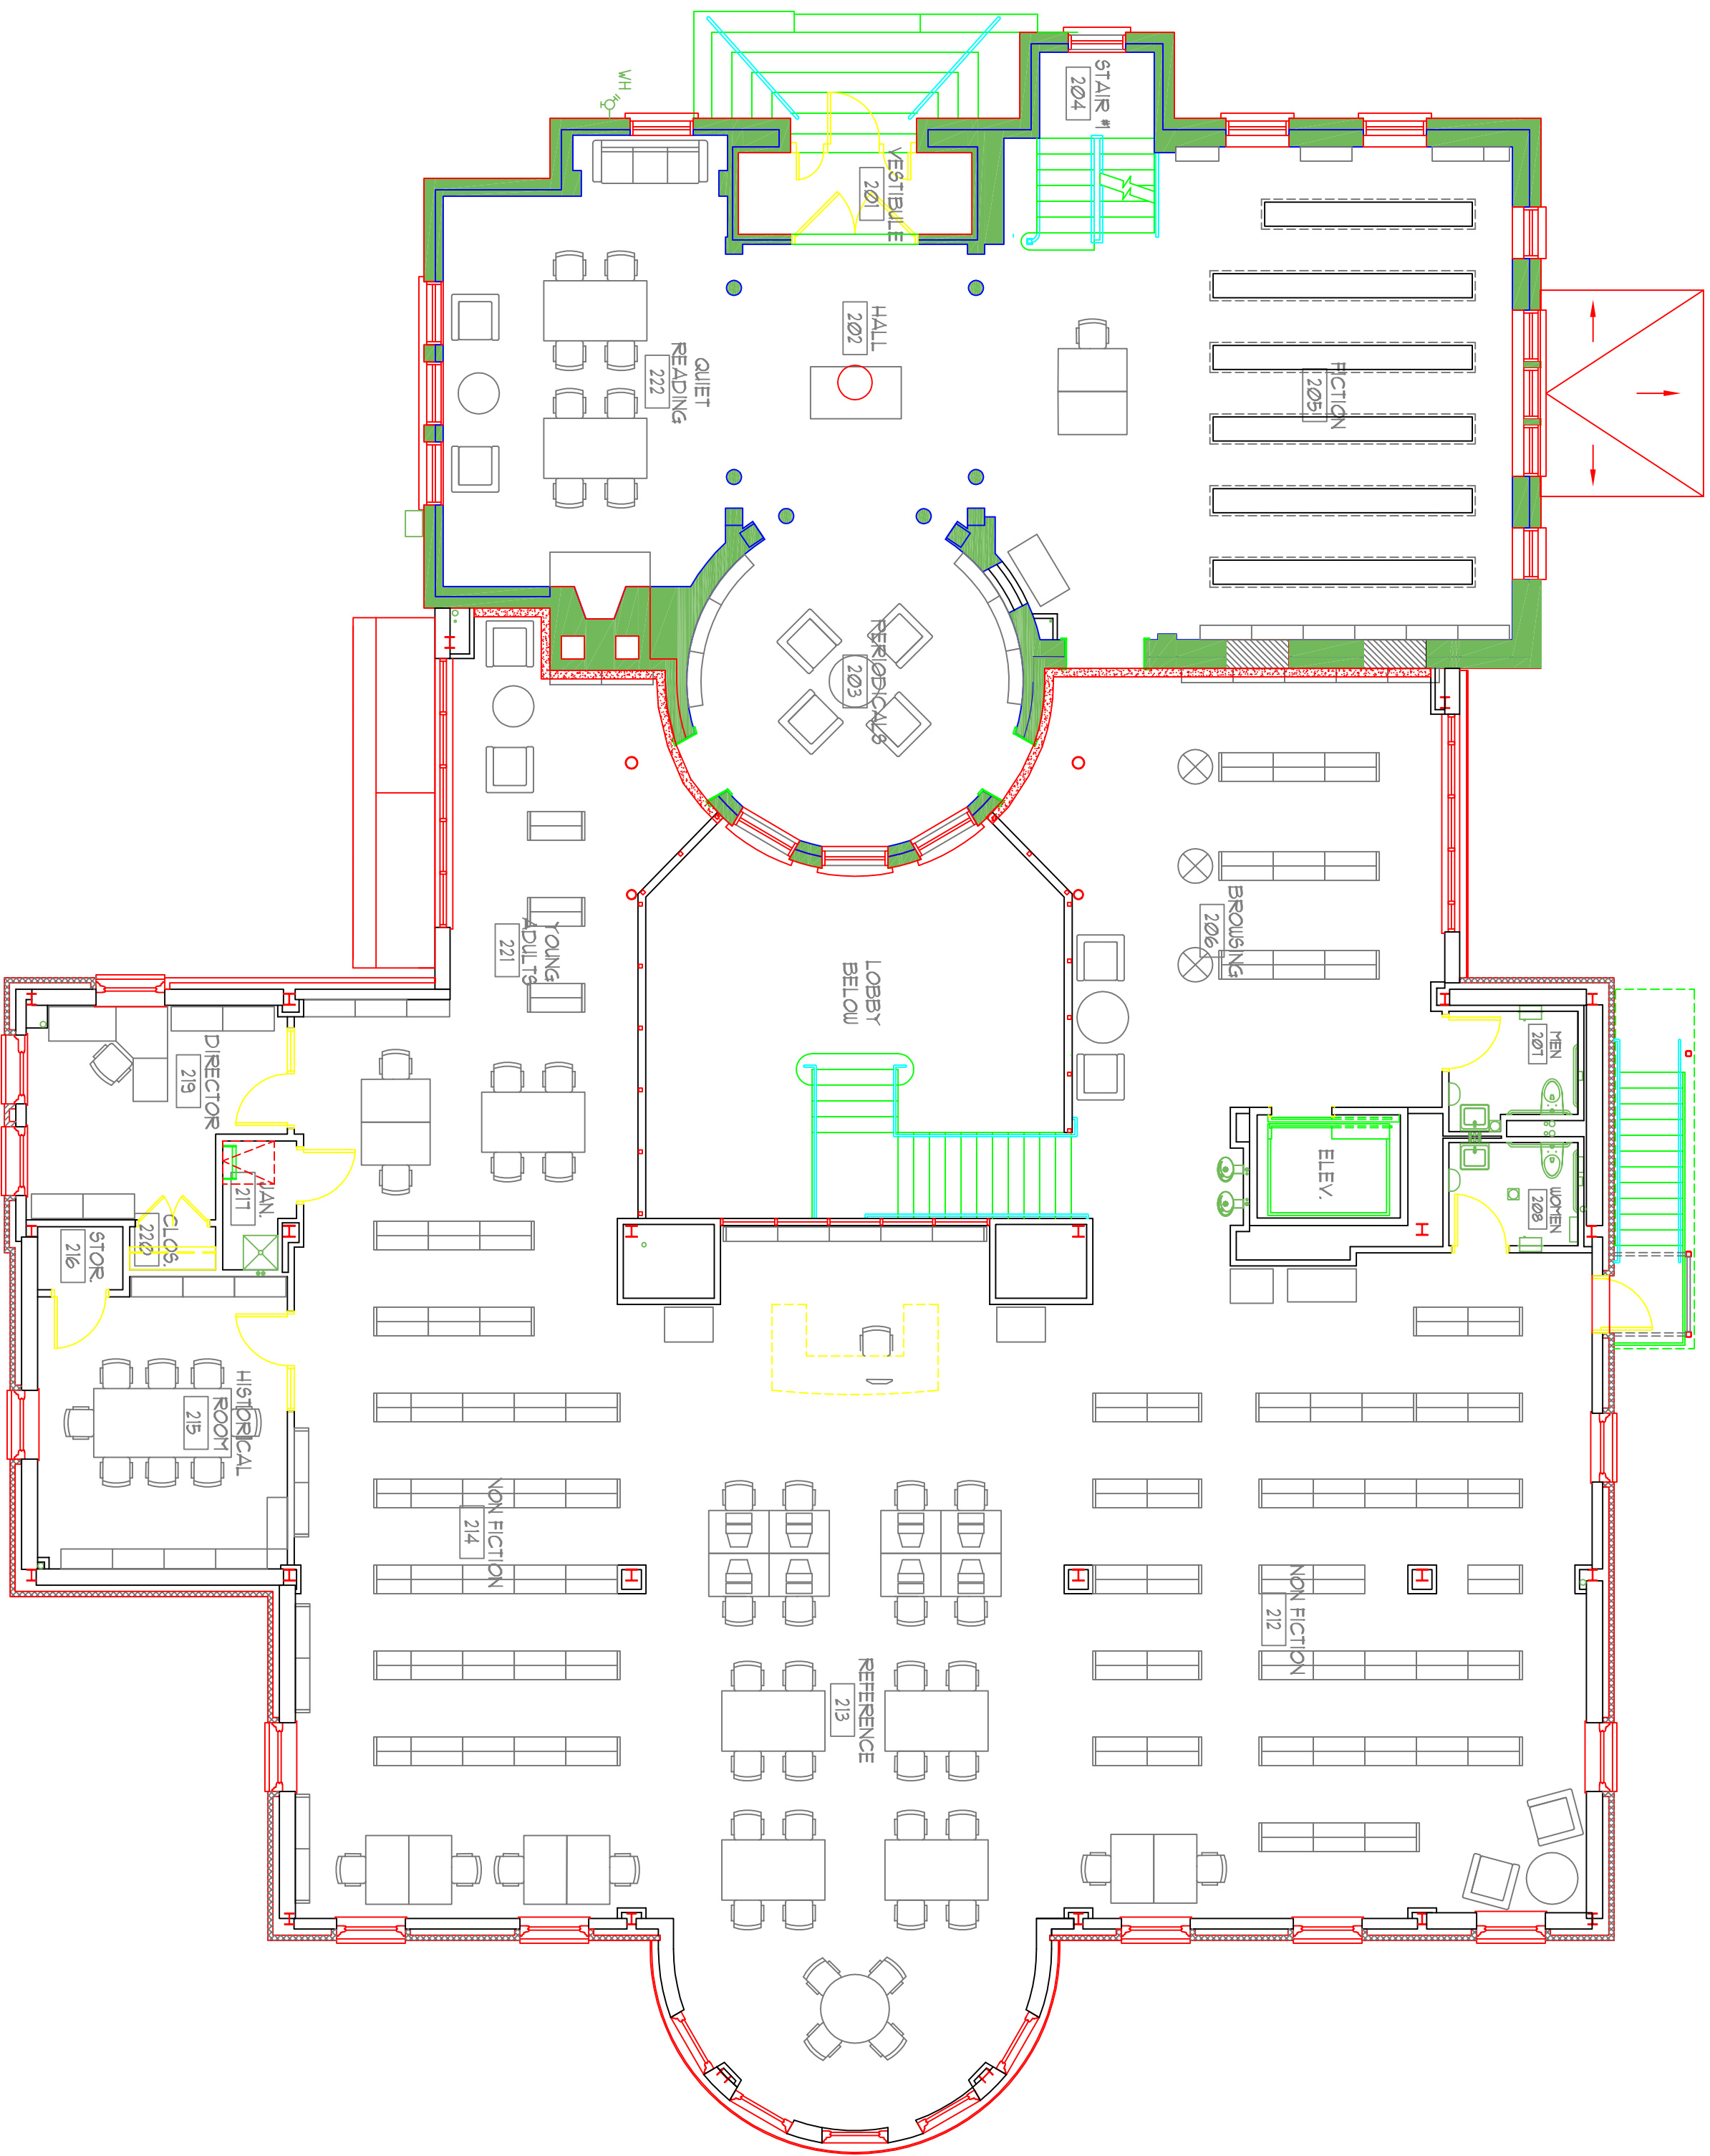 WH
STAIR #1
204
VESTIBULE
201
HALL
202
QUIET
READING
222
FICTION
205
PERIODICALS
203
BROWSING
206
YOUNG
ADULTS
221
LOBBY
BELOW
MEN
207
ELEV.
WOMEN
208
DIRECTOR
219
JAN.
217
CLOS.
220
STOR.
216
HISTORICAL
ROOM
215
NON FICTION
214
NON FICTION
212
REFERENCE
213